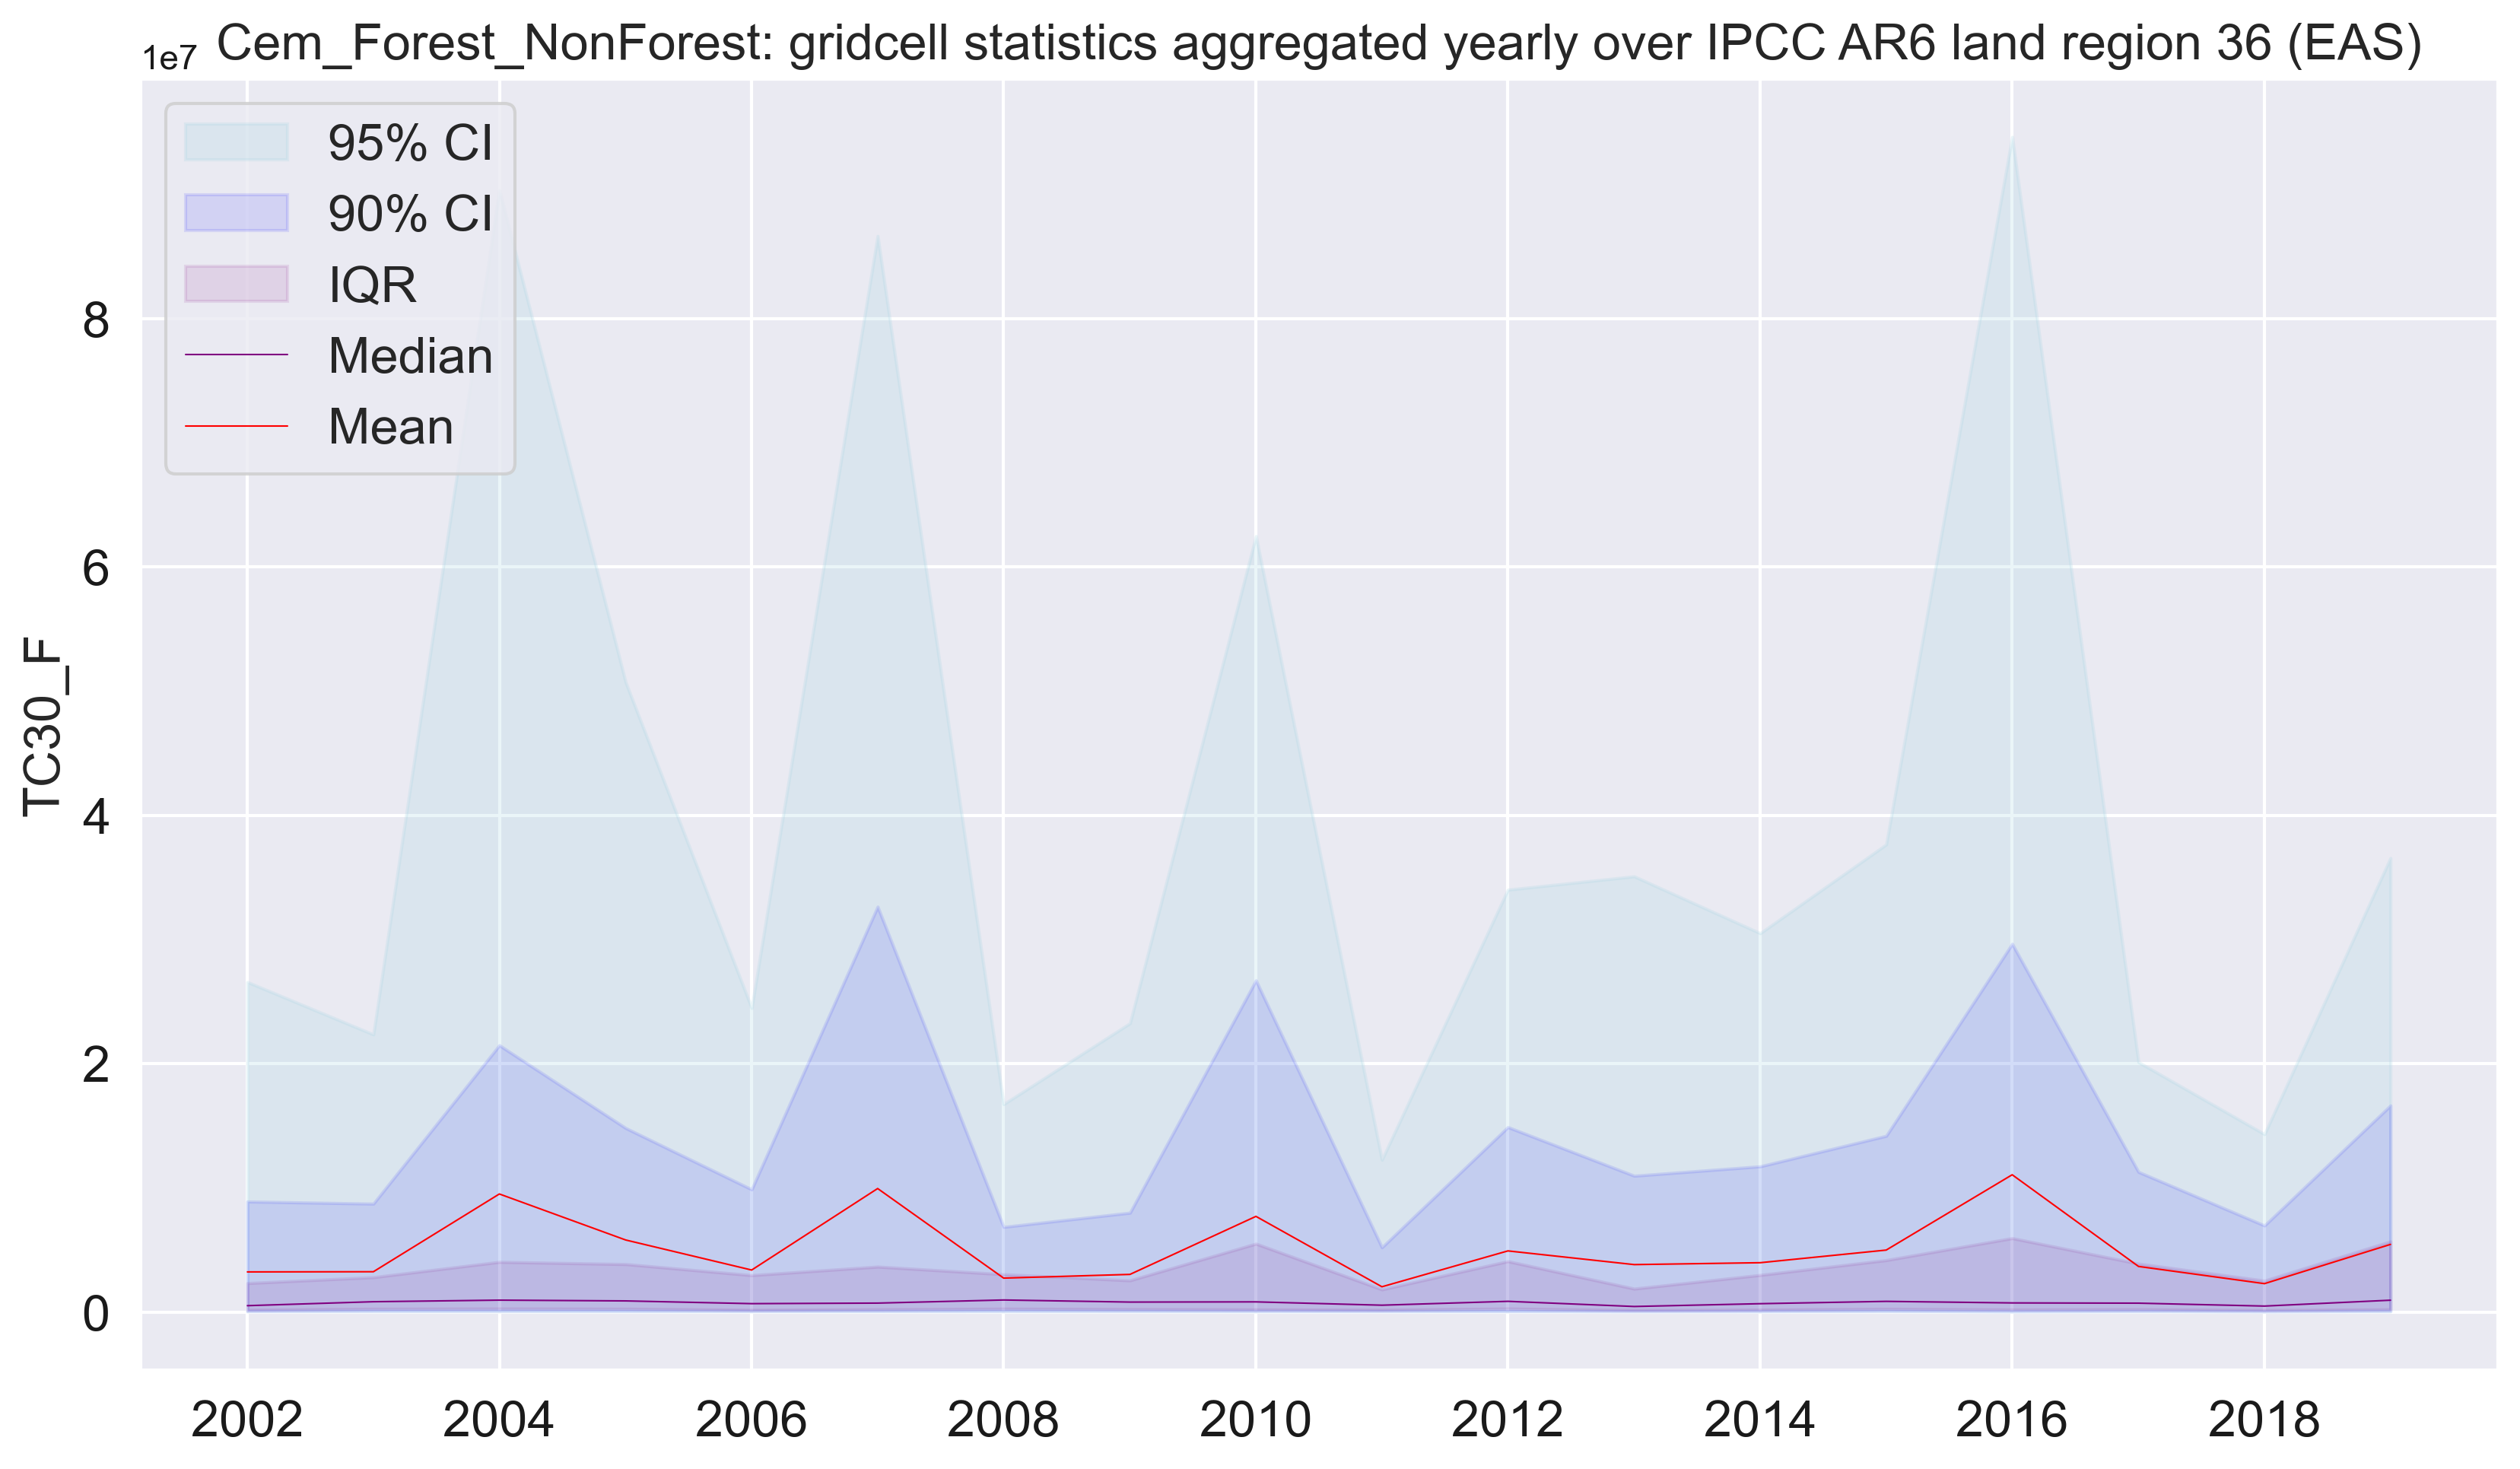 1e7 Cem_Forest_NonForest: gridcell statistics aggregated yearly over IPCC AR6 land region 36 (EAS)
95% CI
90% CI
IQR
Median
Mean
TC30_F
8
6
4
2
0
2002 2004 2006 2008 2010 2012 2014 2016 2018